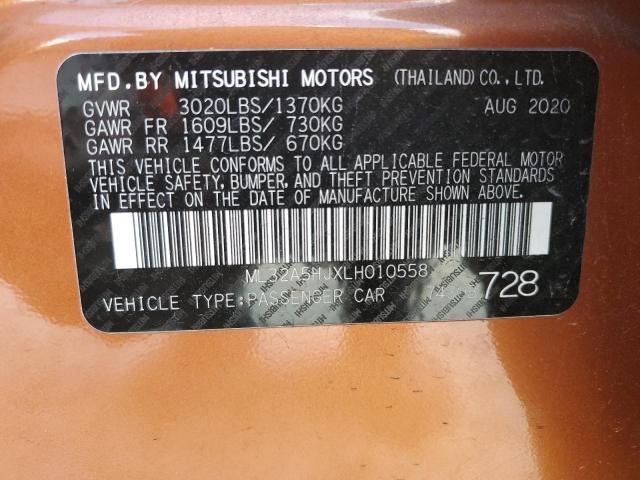 MFD.BY MITSUBISHI MOTORS (THAILAND) CO., LTD.
GVWR 3020LBS/1370KG AUG 2020
GAWR FR 1609LBS/ 730KG
GAWR RR 1477LBS/ 670KG
THIS VEHICLE CONFORMS TO ALL APPLICABLE FEDERAL MOTOR
VEHICLE SAFETY, BUMPER, AND THEFT PREVENTION STANDARDS
IN EFFECT ON THE DATE OF MANUFACTURE SHOWN ABOVE.
ML32A5HJXLH010558
VEHICLE TYPE:PASSENGER CAR 728